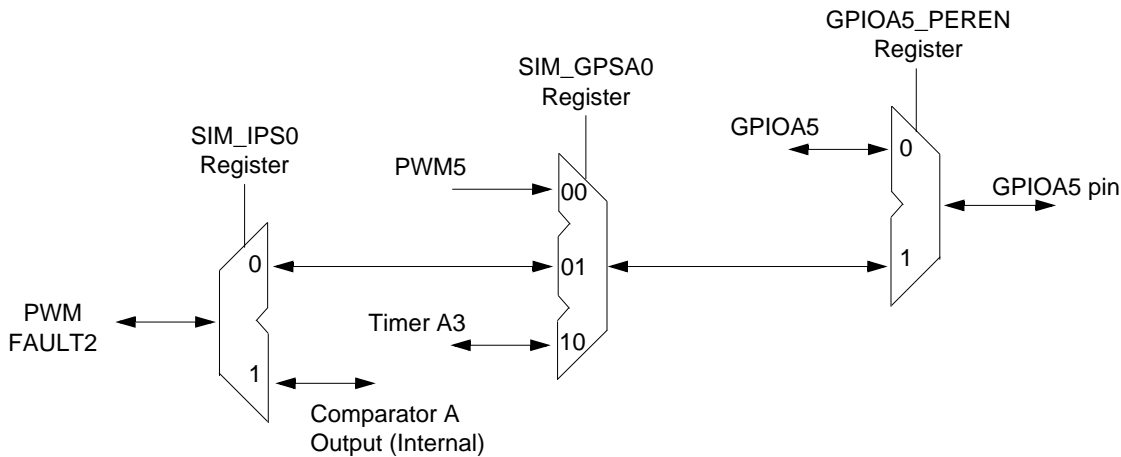 GPIOA5_PEREN
Register
SIM_GPSA0
Register
SIM_IPS0
Register
GPIOA5
0
PWM5
00
GPIOA5 pin
0
01
1
PWM
FAULT2
Timer A3
10
1
Comparator A
Output (Internal)